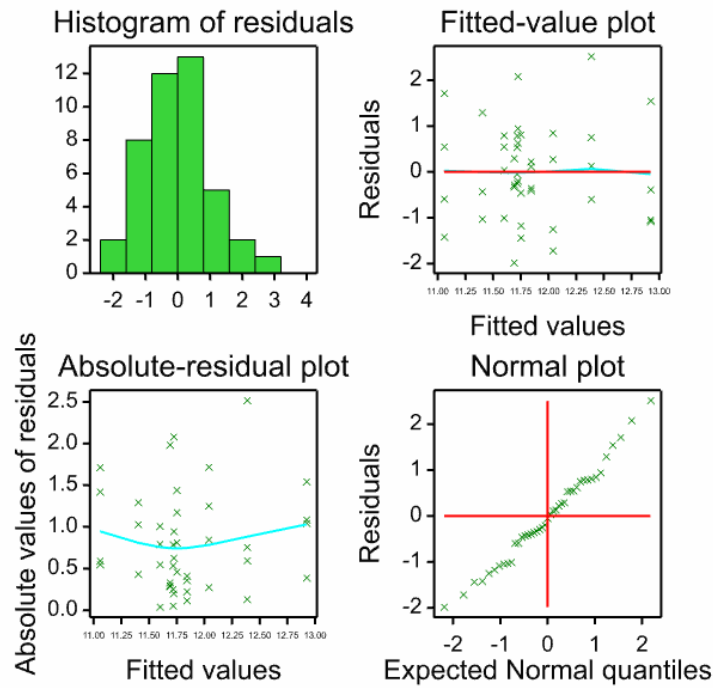 Histogram of residuals
12
10
8
6
4
2
0
-2 -1 0 1 2 3 4
Fitted-value plot
Residuals
2
1
0
-1
-2
11.00 11.25 11.50 11.75 12.00 12.25 12.50 12.75 13.00
Fitted values
Absolute-residual plot
Absolute values of residuals
2.5
2.0
1.5
1.0
0.5
0.0
11.00 11.25 11.50 11.75 12.00 12.25 12.50 12.75 13.00
Fitted values
Normal plot
Residuals
2
1
0
-1
-2
-2 -1 0 1 2
Expected Normal quantiles